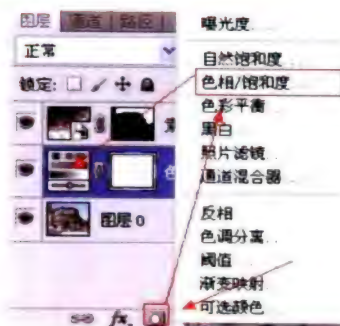 图层 通道 路径
正常
锁定:
色
图层 0
fx.
曝光度...
自然饱和度...
色相/饱和度...
色彩平衡...
黑白...
照片滤镜...
通道混合器...
反相
色调分离...
阈值...
渐变映射...
可选颜色...